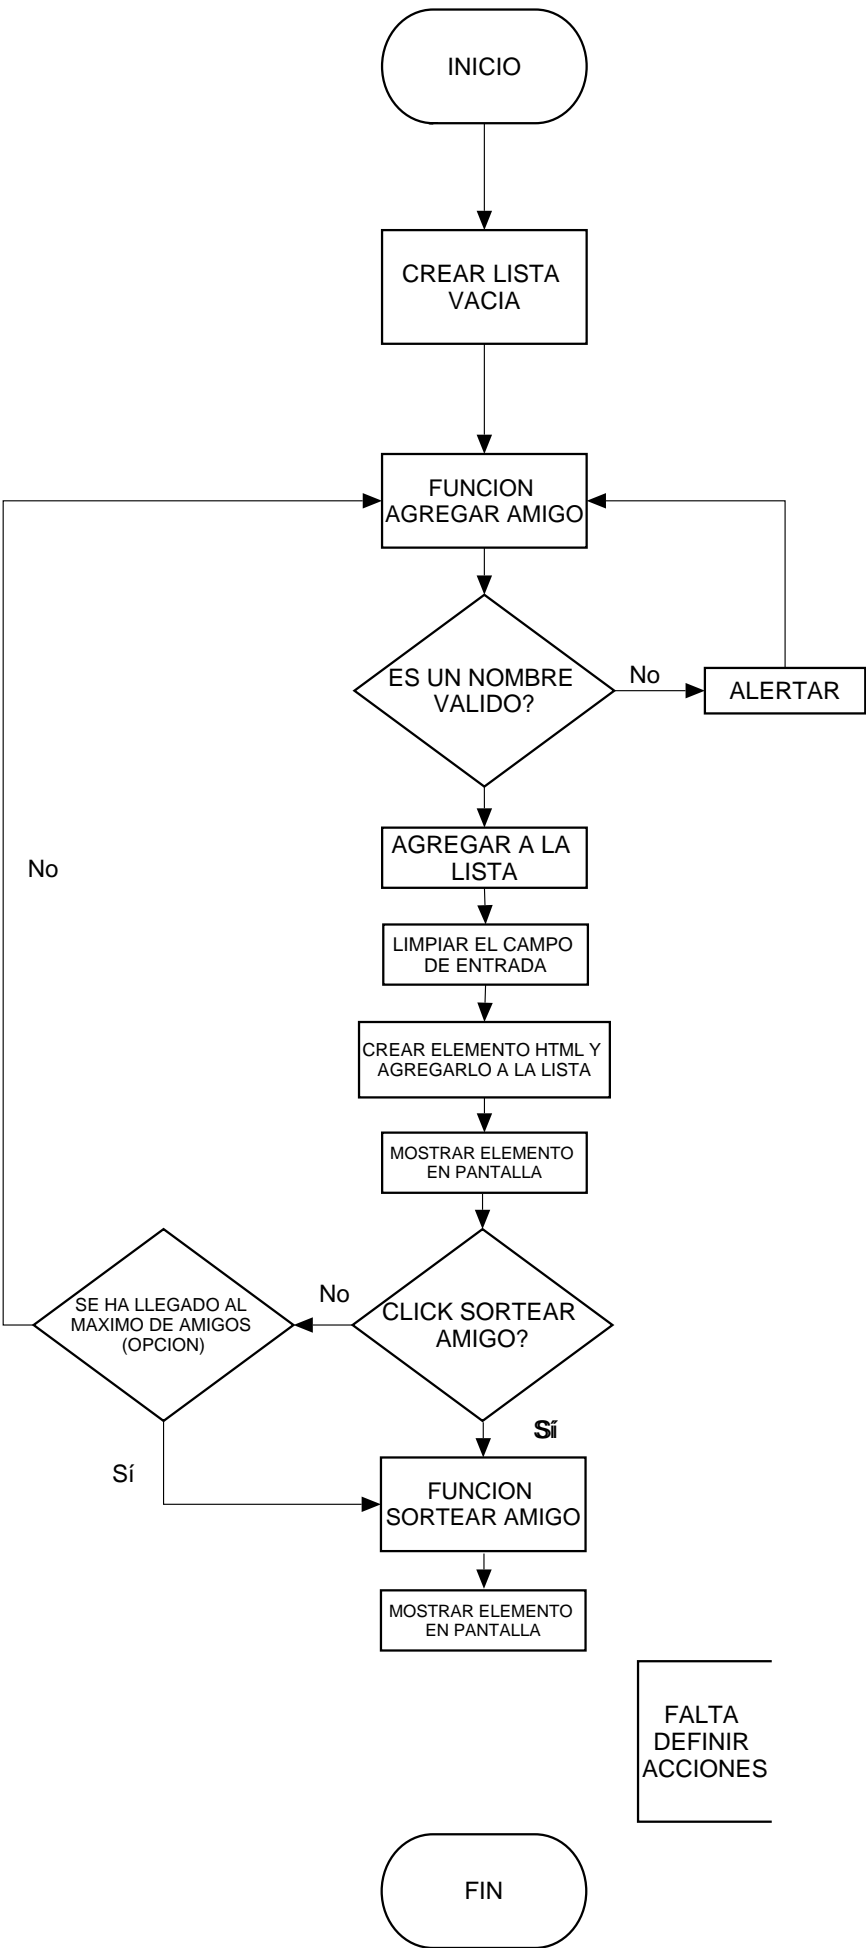 INICIO
CREAR LISTA
VACIA
FUNCION
AGREGAR AMIGO
ES UN NOMBRE
VALIDO?
No
ALERTAR
AGREGAR A LA
LISTA
No
LIMPIAR EL CAMPO
DE ENTRADA
CREAR ELEMENTO HTML Y
AGREGARLO A LA LISTA
MOSTRAR ELEMENTO
EN PANTALLA
CLICK SORTEAR
AMIGO?
No
SE HA LLEGADO AL
MAXIMO DE AMIGOS
(OPCION)
Sí
Sí
FUNCION
SORTEAR AMIGO
MOSTRAR ELEMENTO
EN PANTALLA
FALTA
DEFINIR
ACCIONES
FIN